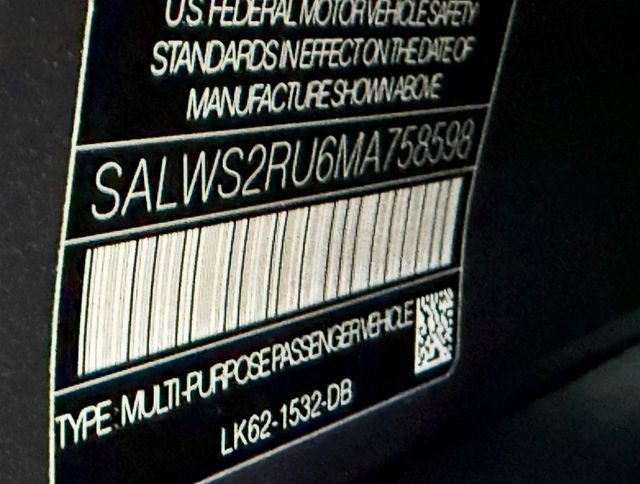 U.S. FEDERAL MOTOR VEHICLE SAFETY
STANDARDS IN EFFECT ON THE DATE OF
MANUFACTURE SHOWN ABOVE
SALWS2RU6MA758598
TYPE: MULTI-PURPOSE PASSENGER VEHICLE
LK62-1532-DB